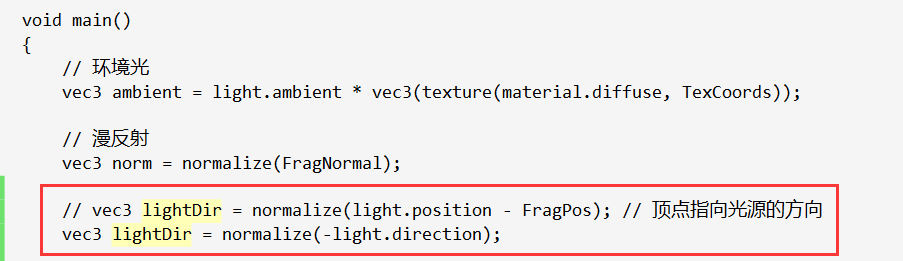 void main()
{
// 环境光
vec3 ambient = light.ambient * vec3(texture(material.diffuse, TexCoords));
// 漫反射
vec3 norm = normalize(FragNormal);
// vec3 lightDir = normalize(light.position - FragPos); // 顶点指向光源的方向
vec3 lightDir = normalize(-light.direction);